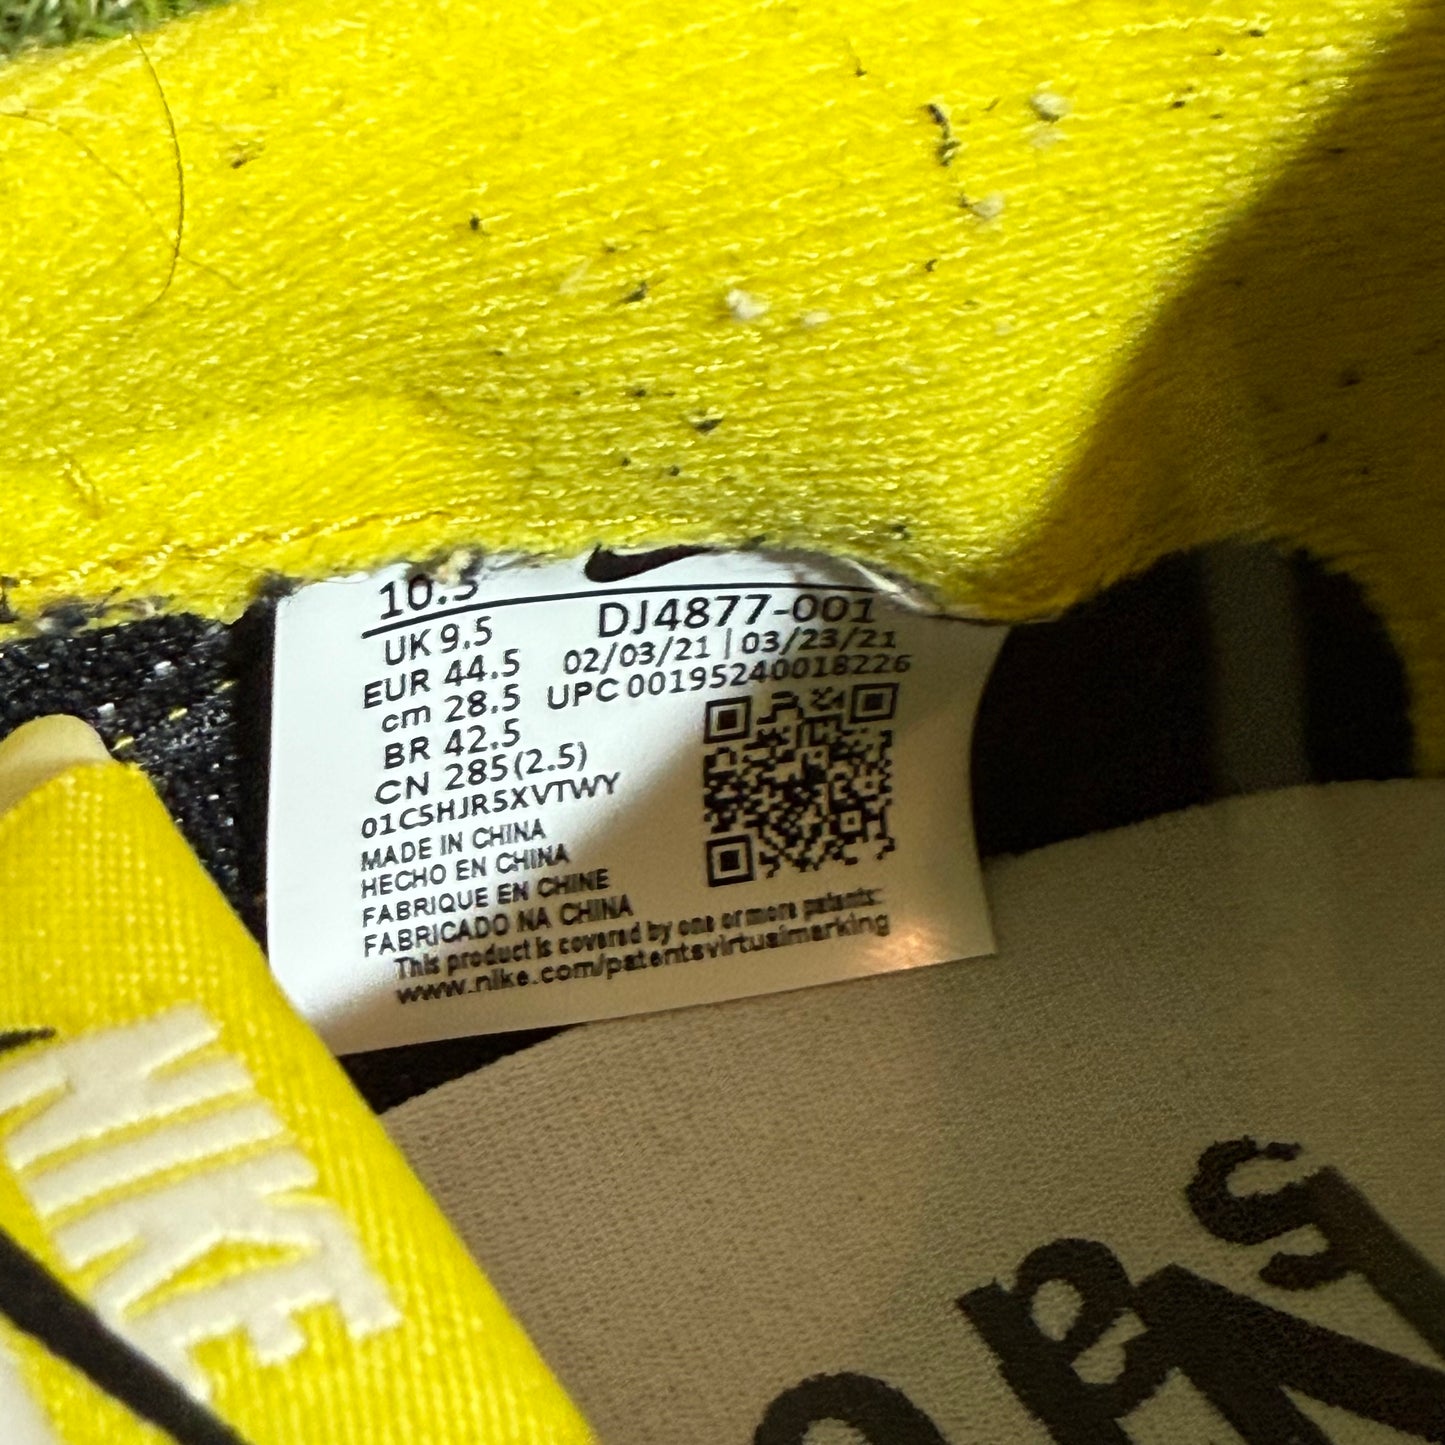 10.5
UK 9.5
EUR 44.5
cm 28.5
BR 42.5
CN 285(2.5)
DJ4877-001
02/03/21 | 03/23/21
UPC 00195240018226
01C5HJR5XVTWY
MADE IN CHINA
HECHO EN CHINA
FABRIQUE EN CHINE
FABRICADO NA CHINA
This product is covered by one or more patents:
www.nike.com/patentsvirtualmarking
NIKE